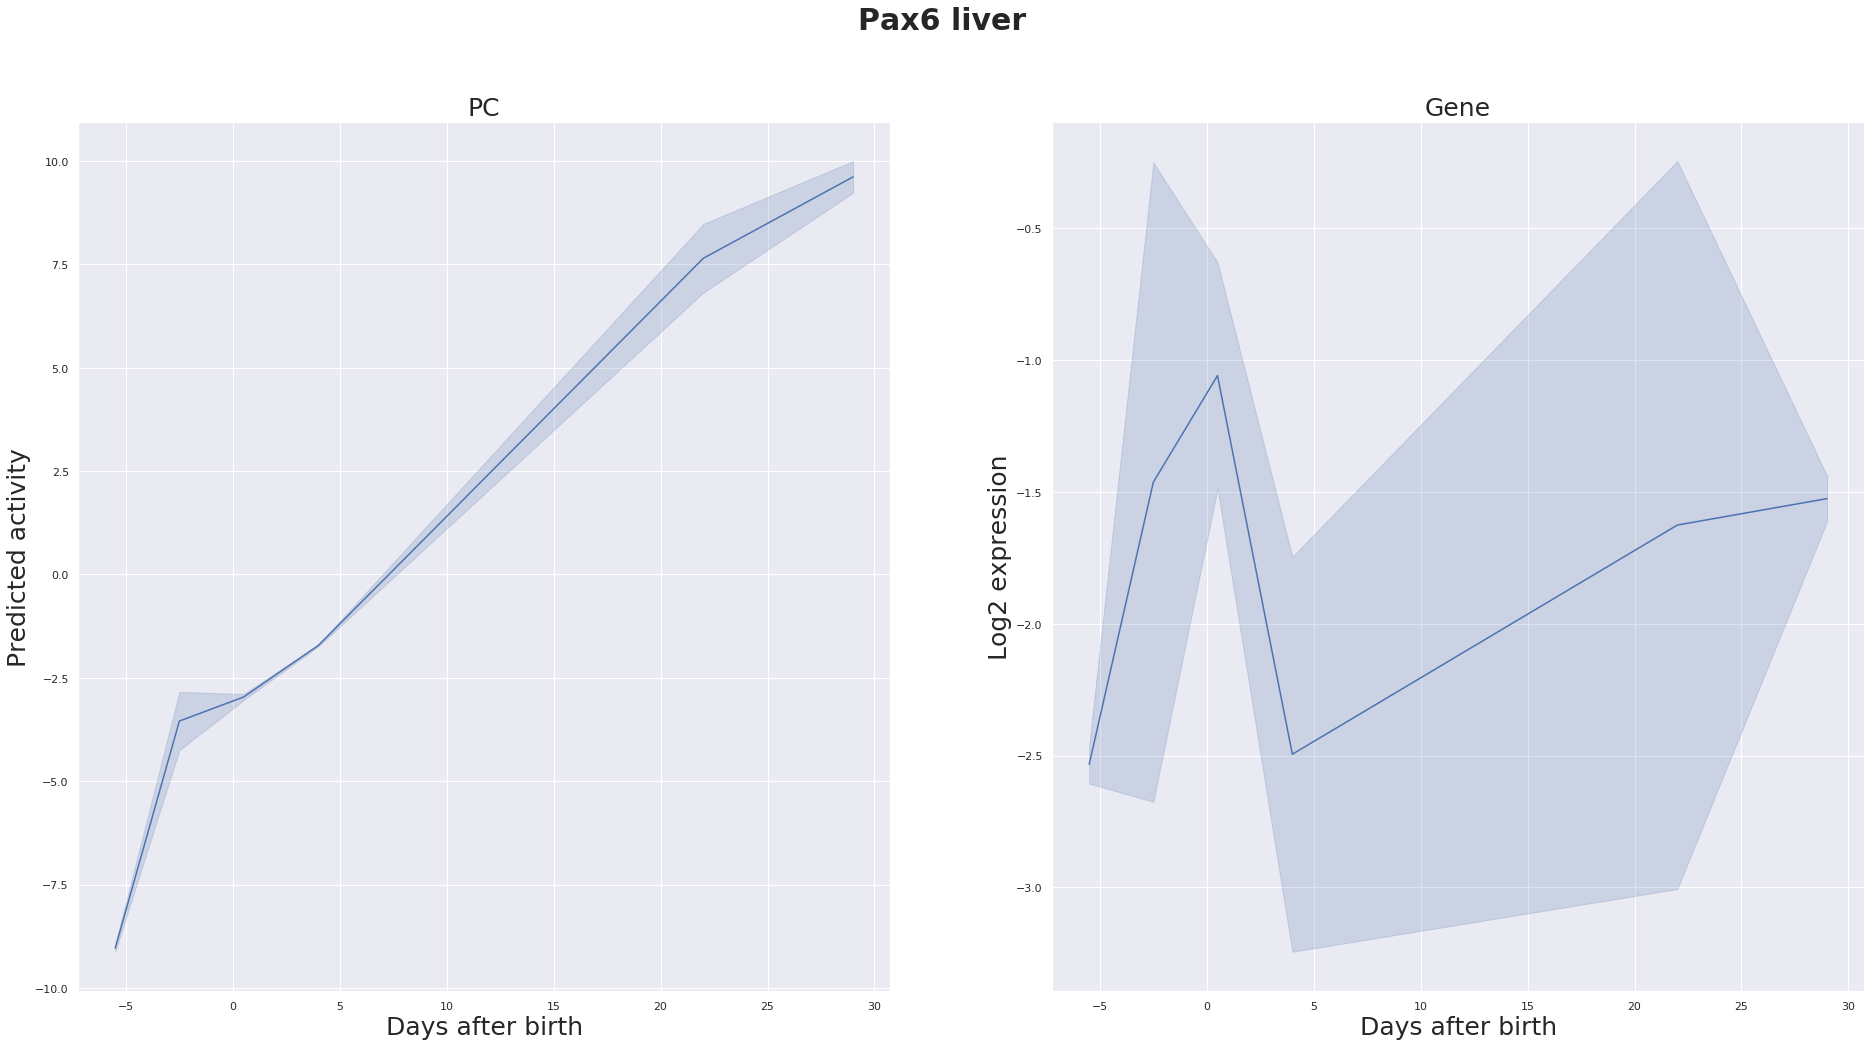 Pax6 liver
PC
Predicted activity
10.0
7.5
5.0
2.5
0.0
−2.5
−5.0
−7.5
−10.0
−5 0 5 10 15 20 25 30
Days after birth
Gene
Log2 expression
−0.5
−1.0
−1.5
−2.0
−2.5
−3.0
−5 0 5 10 15 20 25 30
Days after birth